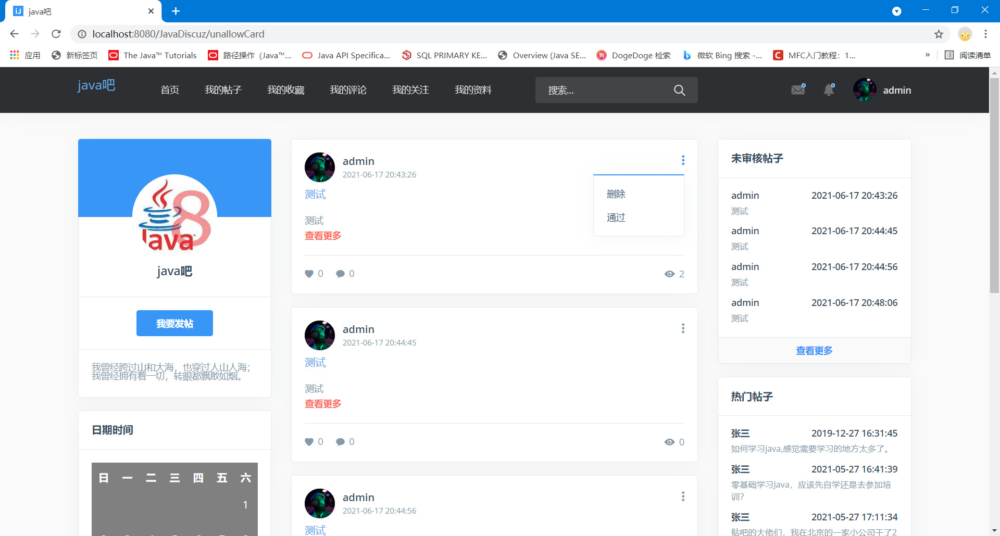 java吧
localhost:8080/JavaDiscuz/unallowCard
应用 新标签页 The Java™ Tutorials 路径操作（Java™... Java API Specifica... SQL PRIMARY KE... Overview (Java SE... DogeDoge 检索 微软 Bing 搜索 -... MFC入门教程：1... » 阅读清单
java吧 首页 我的帖子 我的收藏 我的评论 我的关注 我的资料 搜索... admin
Java 8
java吧
我要发帖
我曾经跨过山和大海，也穿过人山人海；
我曾经拥有着一切，转眼都飘散如烟。
日期时间
日 一 二 三 四 五 六
1
admin
2021-06-17 20:43:26
测试
测试
查看更多
删除
通过
0 0 2
admin
2021-06-17 20:44:45
测试
测试
查看更多
0 0 0
admin
2021-06-17 20:44:56
测试
未审核帖子
admin 2021-06-17 20:43:26
测试
admin 2021-06-17 20:44:45
测试
admin 2021-06-17 20:44:56
测试
admin 2021-06-17 20:48:06
测试
查看更多
热门帖子
张三 2019-12-27 16:31:45
如何学习java,感觉需要学习的地方太多了。
张三 2021-05-27 16:41:39
零基础学习Java，应该先自学还是去参加培
训?
张三 2021-05-27 17:11:34
贴吧的大佬们，我在北京的一家小公司干了2